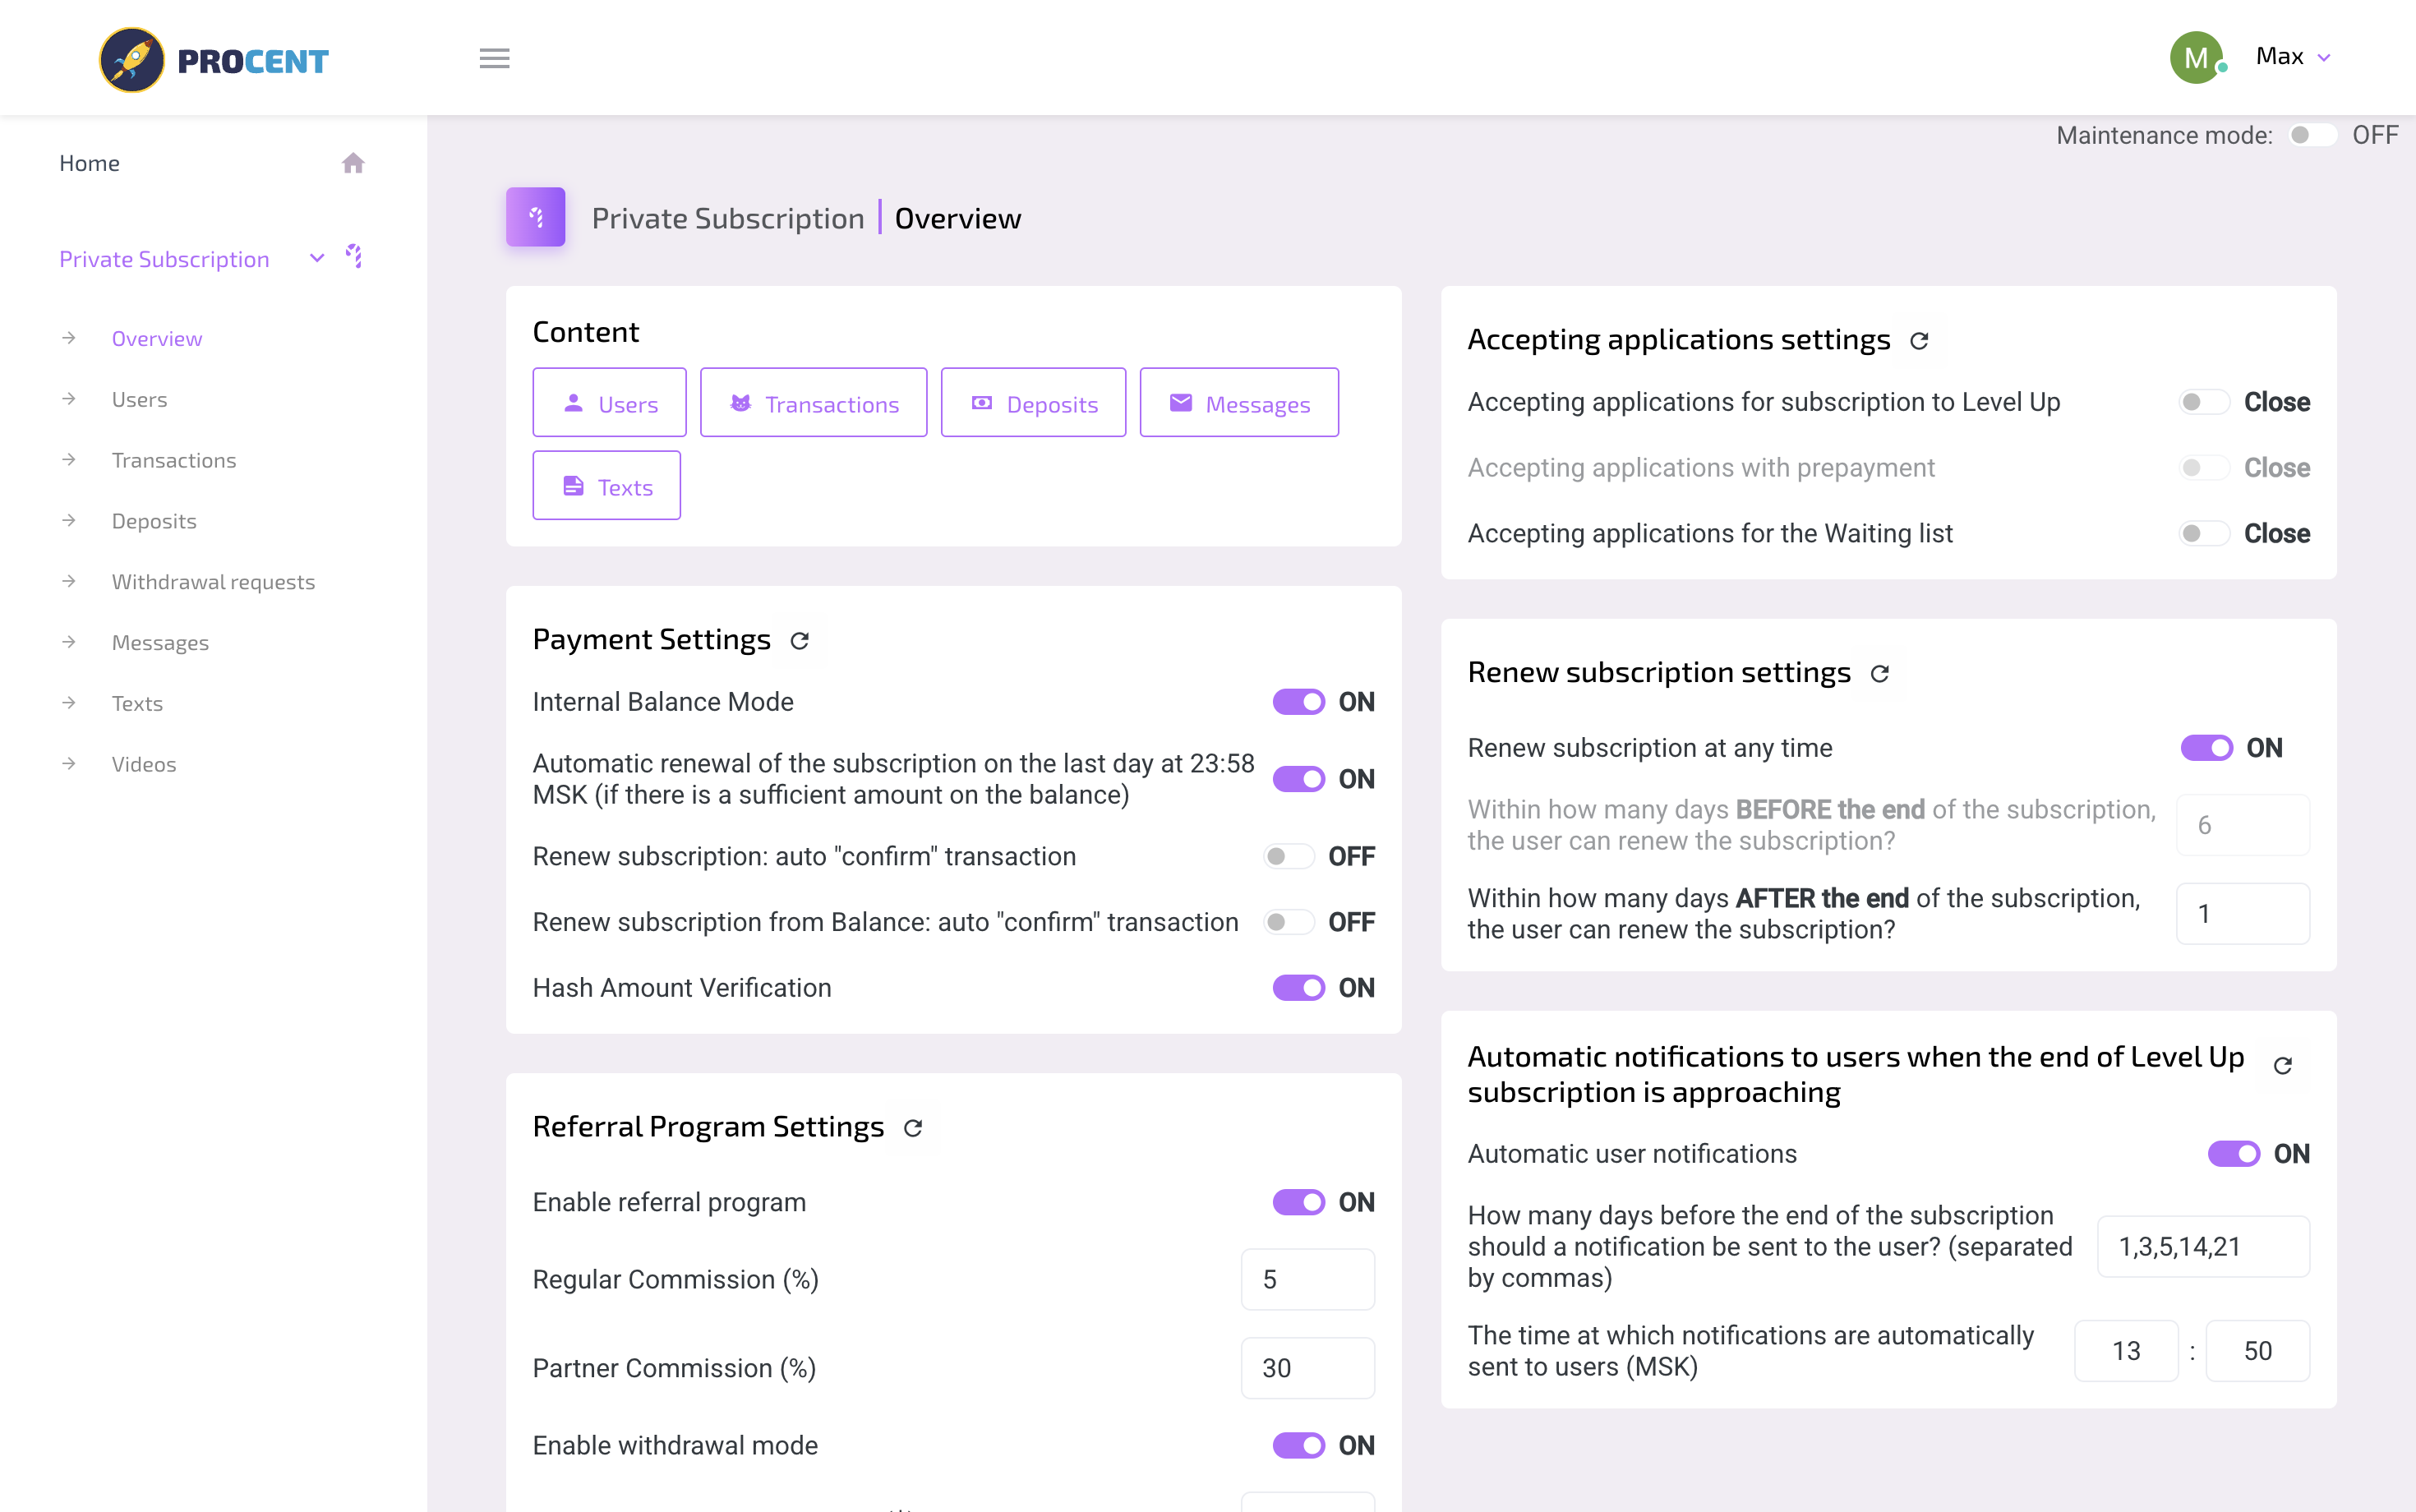 PROCENT
M
Max
Maintenance mode:
OFF
Home
Private Subscription
Overview
Users
Transactions
Deposits
Withdrawal requests
Messages
Texts
Videos
Private Subscription
Overview
Content
Users
Transactions
Deposits
Messages
Texts
Payment Settings
Internal Balance Mode
ON
Automatic renewal of the subscription on the last day at 23:58
MSK (if there is a sufficient amount on the balance)
ON
Renew subscription: auto "confirm" transaction
OFF
Renew subscription from Balance: auto "confirm" transaction
OFF
Hash Amount Verification
ON
Referral Program Settings
Enable referral program
ON
Regular Commission (%)
5
Partner Commission (%)
30
Enable withdrawal mode
ON
Accepting applications settings
Accepting applications for subscription to Level Up
Close
Accepting applications with prepayment
Close
Accepting applications for the Waiting list
Close
Renew subscription settings
Renew subscription at any time
ON
Within how many days BEFORE the end of the subscription,
the user can renew the subscription?
6
Within how many days AFTER the end of the subscription,
the user can renew the subscription?
1
Automatic notifications to users when the end of Level Up
subscription is approaching
Automatic user notifications
ON
How many days before the end of the subscription
should a notification be sent to the user? (separated
by commas)
1,3,5,14,21
The time at which notifications are automatically
sent to users (MSK)
13 : 50